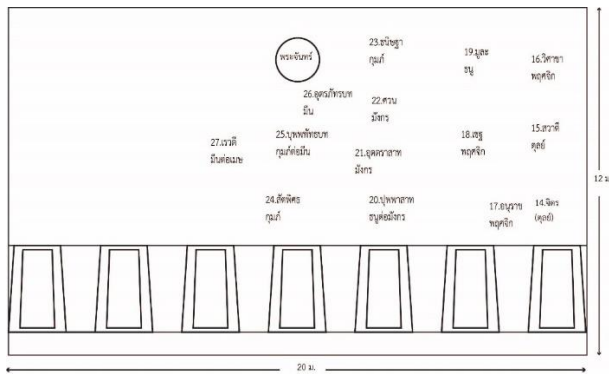 พระจันทร์
23.ธนิษฐา
กุมภ์
19.มูละ
ธนู
16.วิศาขา
พฤศจิก
26.อุตรภัทรบท
มีน
22.ศวน
มังกร
27.เรวดี
มีนต่อเมษ
25.บุพพภัทรบท
กุมภ์ต่อมีน
21.อุตตราสาท
มังกร
18.เชฐ
พฤศจิก
15.สวาตี
ตุลย์
24.สัตพิศธ
กุมภ์
20.ปุพพาสาท
ธนูต่อมังกร
17.อนุราช
พฤศจิก
14.จิตร
(ตุลย์)
12 ม.
20 ม.